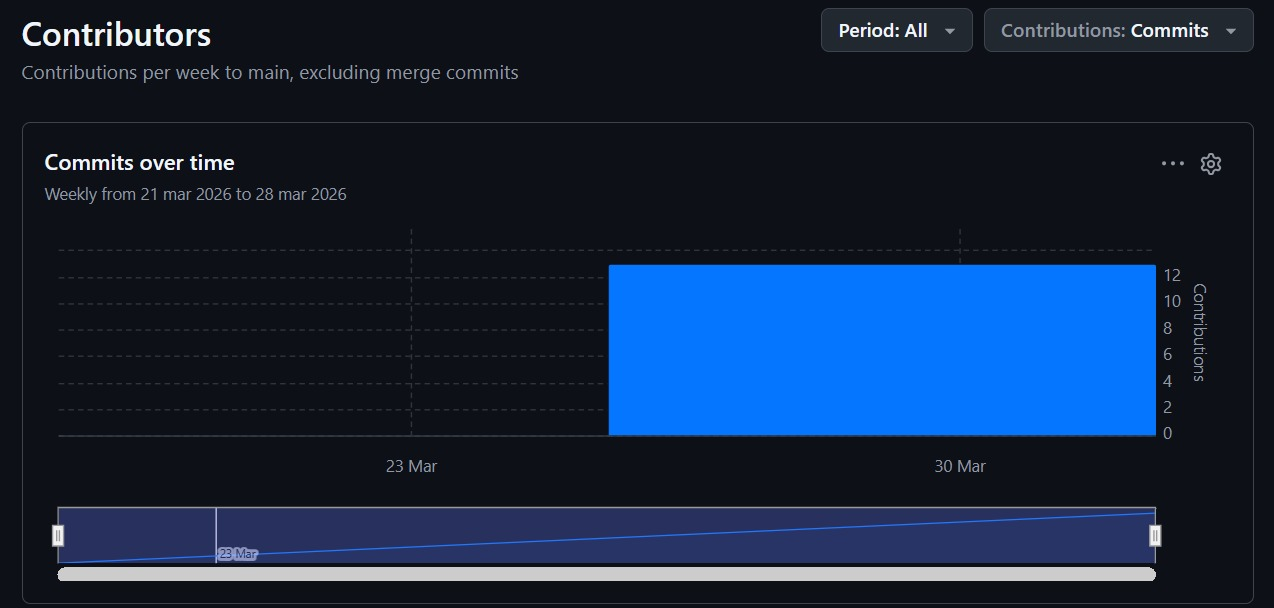 Contributors
Period: All
Contributions: Commits
Contributions per week to main, excluding merge commits
Commits over time
Weekly from 21 mar 2026 to 28 mar 2026
12
10
8
6
4
2
0
Contributions
23 Mar
30 Mar
23 Mar